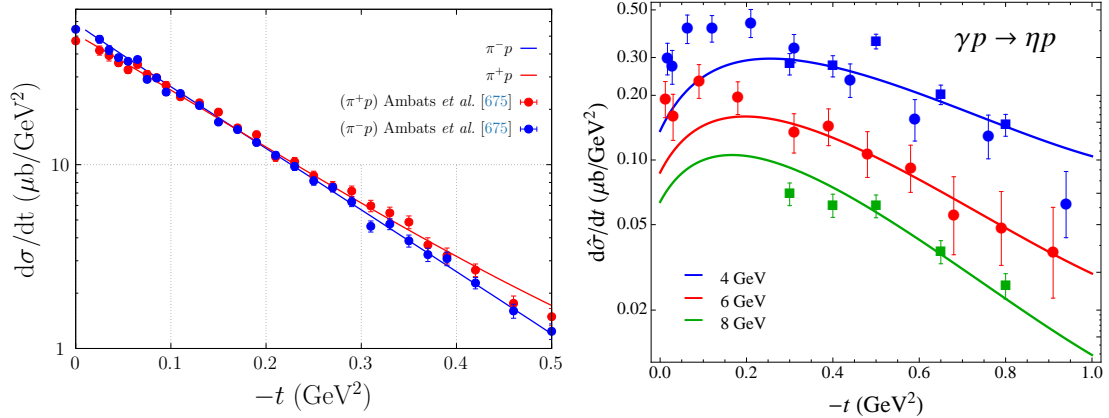 dσ/dt (μb/GeV²)
10
1
π⁻p
π⁺p
(π⁺p) Ambats et al. [675]
(π⁻p) Ambats et al. [675]
0 0.1 0.2 0.3 0.4 0.5
−t (GeV²)
dσ̂/dt (μb/GeV²)
0.50
0.30
0.20
0.10
0.05
0.02
γp → ηp
4 GeV
6 GeV
8 GeV
0.0 0.2 0.4 0.6 0.8 1.0
−t (GeV²)